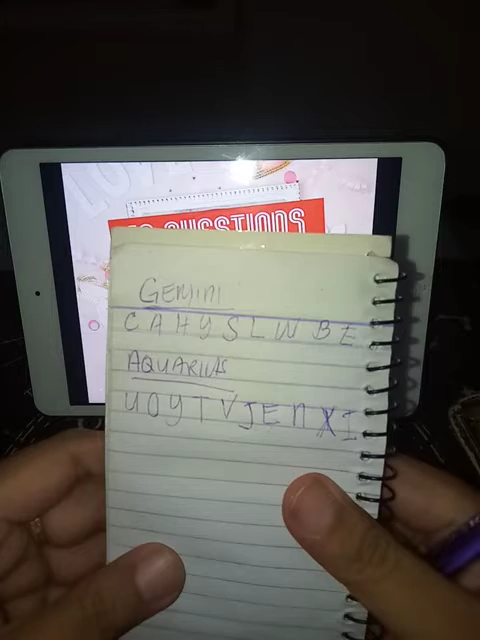 QUESTIONS
GEMINI
C A H Y S L W B E
AQUARIUS
U O Y T V J E N X I